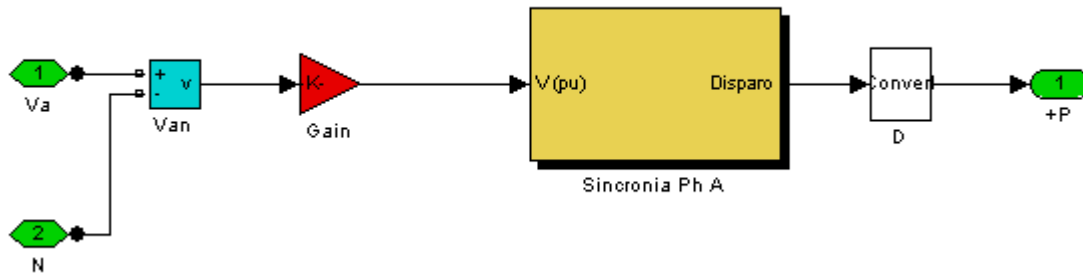 1
Va
+
-
v
Van
K-
Gain
V(pu)
Disparo
Sincronia Ph A
Convert
D
1
+P
2
N